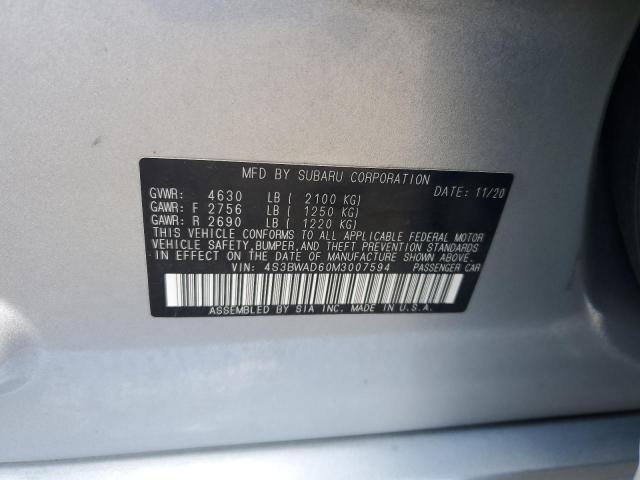 MFD BY SUBARU CORPORATION
DATE: 11/20
GVWR: 4630 LB ( 2100 KG)
GAWR: F 2756 LB ( 1250 KG)
GAWR: R 2690 LB ( 1220 KG)
THIS VEHICLE CONFORMS TO ALL APPLICABLE FEDERAL MOTOR
VEHICLE SAFETY, BUMPER, AND THEFT PREVENTION STANDARDS
IN EFFECT ON THE DATE OF MANUFACTURE SHOWN ABOVE.
VIN: 4S3BWAD60M3007594 PASSENGER CAR
ASSEMBLED BY SIA INC. MADE IN U.S.A.